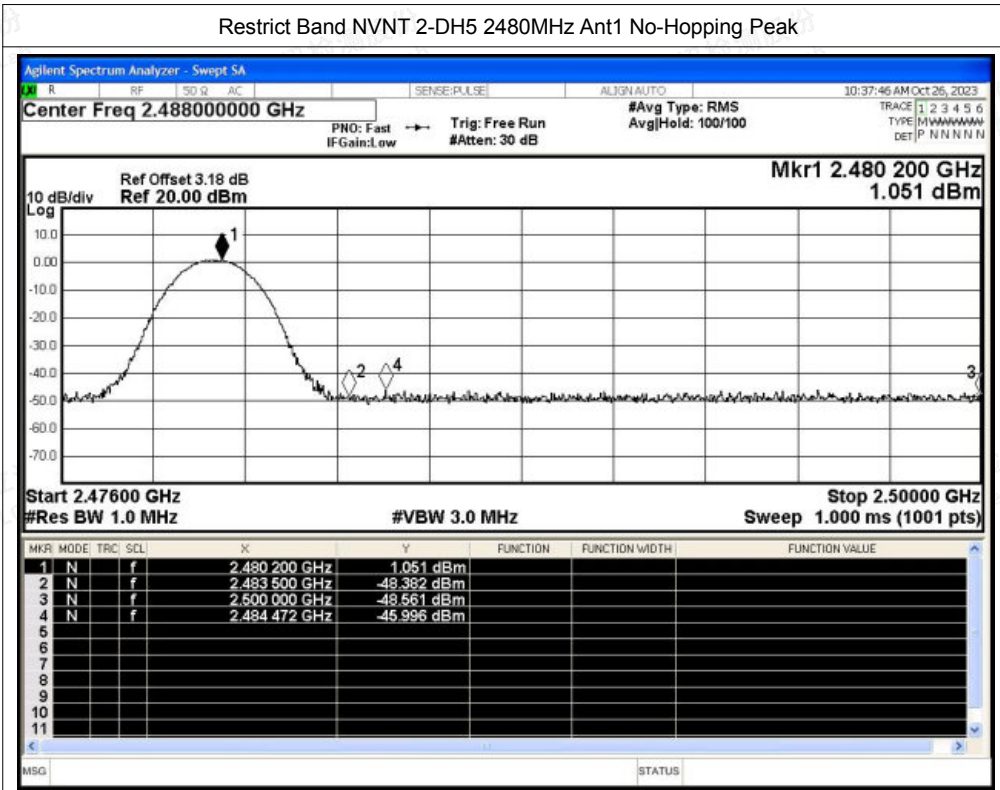 Restrict Band NVNT 2-DH5 2480MHz Ant1 No-Hopping Peak
Agilent Spectrum Analyzer - Swept SA
R RF 50 Ω AC SENSE:PULSE ALIGN AUTO 10:37:46 AM Oct 26, 2023
Center Freq 2.488000000 GHz
PNO: Fast
IFGain:Low
Trig: Free Run
#Atten: 30 dB
#Avg Type: RMS
Avg|Hold: 100/100
TRACE 1 2 3 4 5 6
TYPE M
DET P N N N N N
Mkr1 2.480 200 GHz
1.051 dBm
Ref Offset 3.18 dB
10 dB/div Ref 20.00 dBm
Log
10.0
0.00
-10.0
-20.0
-30.0
-40.0
-50.0
-60.0
-70.0
1
2
4
3
Start 2.47600 GHz Stop 2.50000 GHz
#Res BW 1.0 MHz #VBW 3.0 MHz Sweep 1.000 ms (1001 pts)
MKR MODE TRC SCL X Y FUNCTION FUNCTION WIDTH FUNCTION VALUE
1 N f 2.480 200 GHz 1.051 dBm
2 N f 2.483 500 GHz -48.382 dBm
3 N f 2.500 000 GHz -48.561 dBm
4 N f 2.484 472 GHz -45.996 dBm
5
6
7
8
9
10
11
MSG STATUS